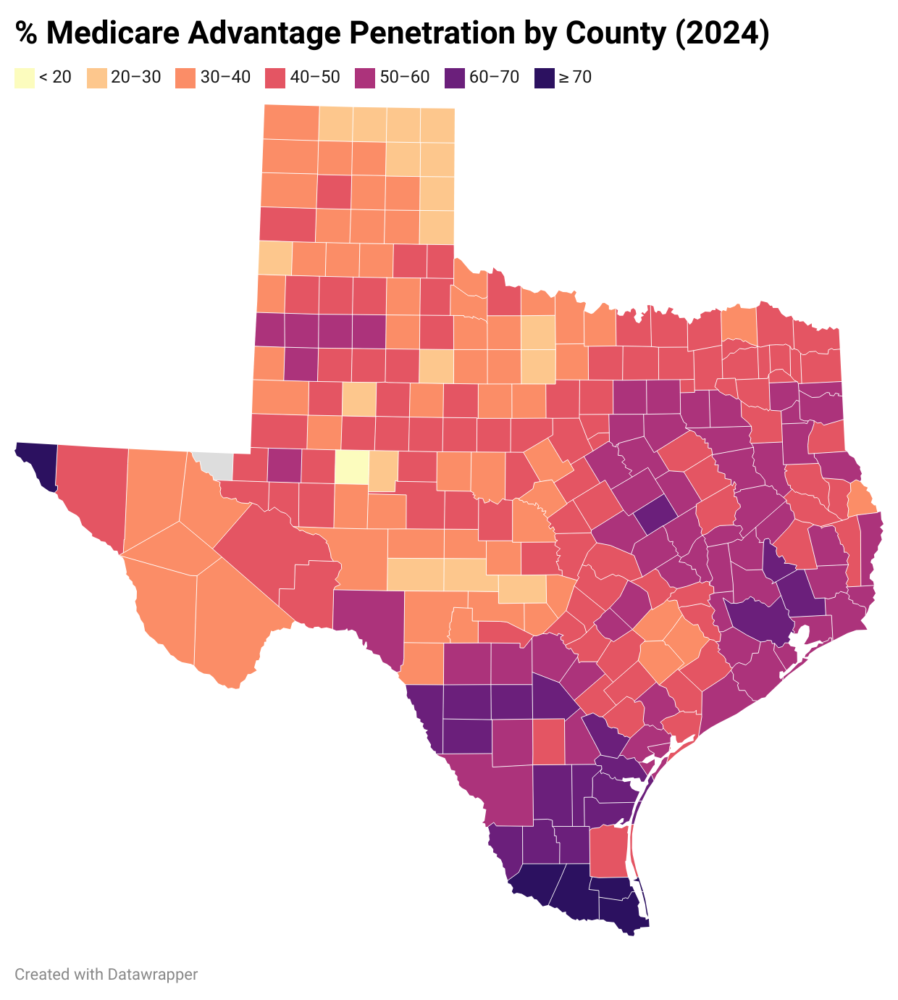 % Medicare Advantage Penetration by County (2024)
< 20 20–30 30–40 40–50 50–60 60–70 ≥ 70
Created with Datawrapper